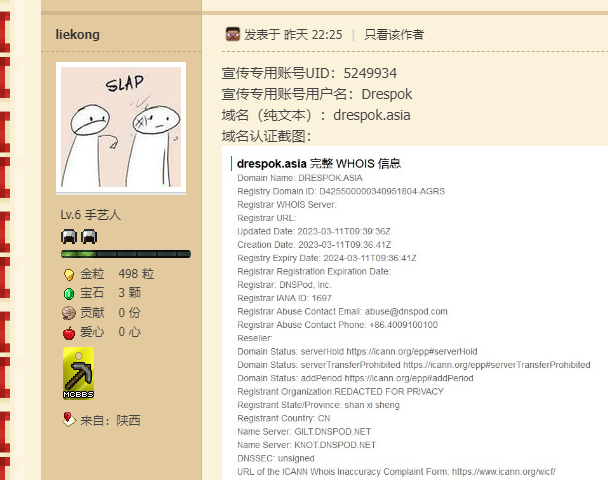 liekong
SLAP
Lv.6 手艺人
金粒 498 粒
宝石 3 颗
贡献 0 份
爱心 0 心
MCBBS
来自：陕西
发表于 昨天 22:25 | 只看该作者
宣传专用账号UID：5249934
宣传专用账号用户名：Drespok
域名（纯文本）：drespok.asia
域名认证截图：
drespok.asia 完整 WHOIS 信息
Domain Name: DRESPOK.ASIA
Registry Domain ID: D425500000340951804-AGRS
Registrar WHOIS Server:
Registrar URL:
Updated Date: 2023-03-11T09:39:36Z
Creation Date: 2023-03-11T09:36:41Z
Registry Expiry Date: 2024-03-11T09:36:41Z
Registrar Registration Expiration Date:
Registrar: DNSPod, Inc.
Registrar IANA ID: 1697
Registrar Abuse Contact Email: abuse@dnspod.com
Registrar Abuse Contact Phone: +86.4009100100
Reseller:
Domain Status: serverHold https://icann.org/epp#serverHold
Domain Status: serverTransferProhibited https://icann.org/epp#serverTransferProhibited
Domain Status: addPeriod https://icann.org/epp#addPeriod
Registrant Organization:REDACTED FOR PRIVACY
Registrant State/Province: shan xi sheng
Registrant Country: CN
Name Server: GILT.DNSPOD.NET
Name Server: KNOT.DNSPOD.NET
DNSSEC: unsigned
URL of the ICANN Whois Inaccuracy Complaint Form: https://www.icann.org/wicf/